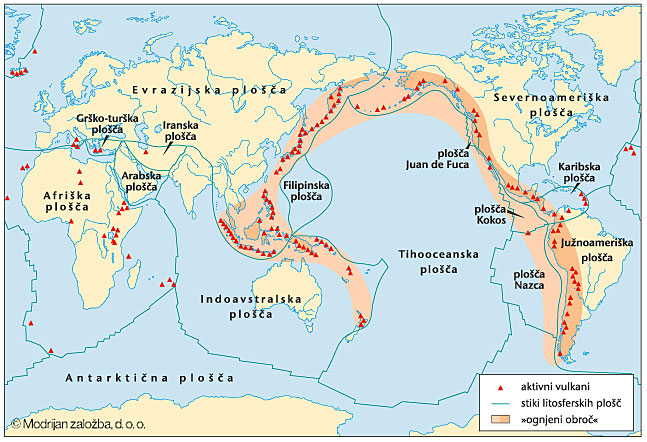 Evrazijska plošča
Severnoameriška
plošča
Grško-turška
plošča
Iranska
plošča
plošča
Juan de Fuca
Karibska
plošča
Arabska
plošča
Filipinska
plošča
Afriška
plošča
plošča
Kokos
Južnoameriška
plošča
Tihooceanska
plošča
plošča
Nazca
Indoavstralska
plošča
Antarktična plošča
aktivni vulkani
stiki litosferskih plošč
»ognjeni obroč«
© Modrijan založba, d. o. o.